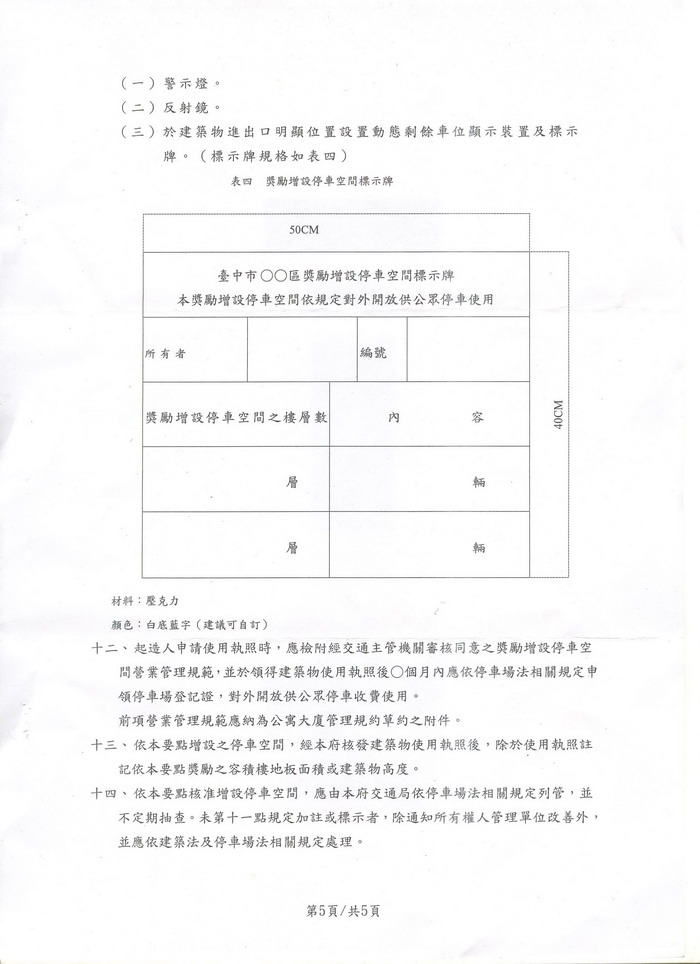 （一）警示燈。
（二）反射鏡。
（三）於建築物進出口明顯位置設置動態剩餘車位顯示裝置及標示
牌。（標示牌規格如表四）
表四　獎勵增設停車空間標示牌
50CM
臺中市〇〇區獎勵增設停車空間標示牌
本獎勵增設停車空間依規定對外開放供公眾停車使用
所有者　編號
40CM
獎勵增設停車空間之樓層數　內　容
層　輛
層　輛
材料：壓克力
顏色：白底藍字（建議可自訂）
十二、起造人申請使用執照時，應檢附經交通主管機關審核同意之獎勵增設停車空
間營業管理規範，並於領得建築物使用執照後〇個月內應依停車場法相關規定申
領停車場登記證，對外開放供公眾停車收費使用。
前項營業管理規範應納為公寓大廈管理規約草約之附件。
十三、依本要點增設之停車空間，經本府核發建築物使用執照後，除於使用執照註
記依本要點獎勵之容積樓地板面積或建築物高度。
十四、依本要點核准增設停車空間，應由本府交通局依停車場法相關規定列管，並
不定期抽查。未第十一點規定加註或標示者，除通知所有權人管理單位改善外，
並應依建築法及停車場法相關規定處理。
第5頁/共5頁